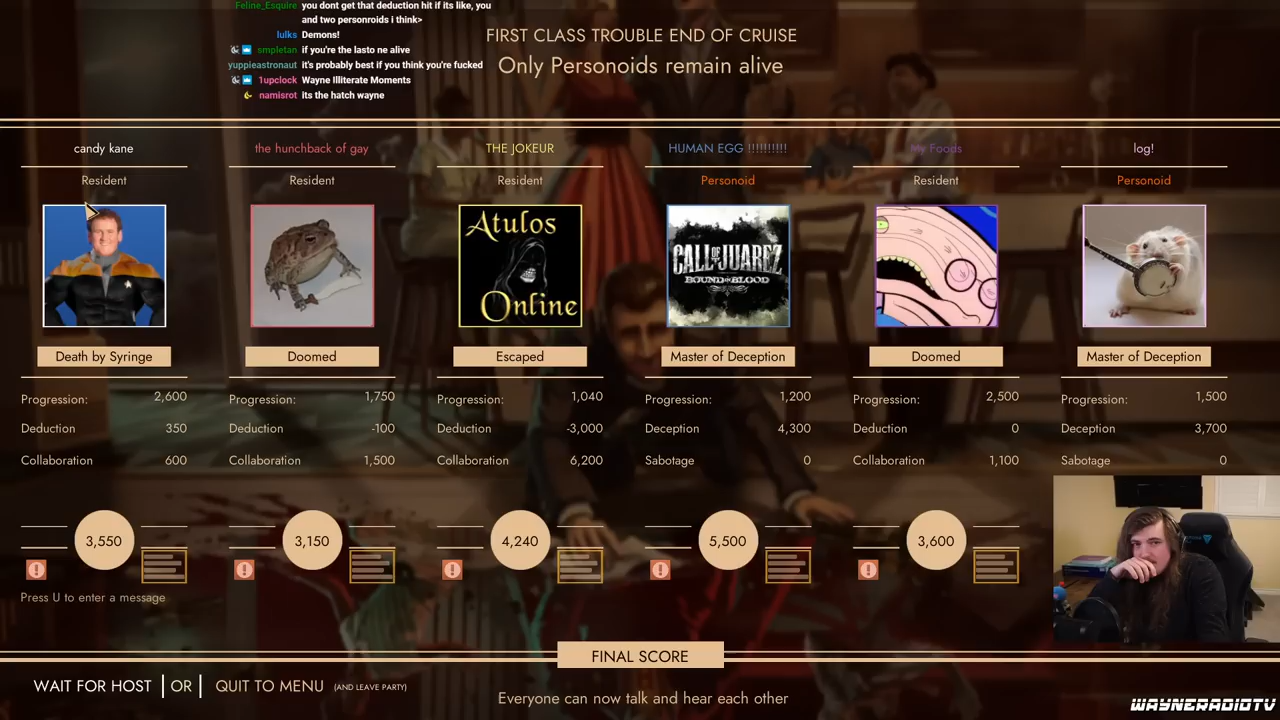 Feline_Esquire you dont get that deduction hit if its like, you
and two personroids i think>
lulks Demons!
smpletan if you're the lasto ne alive
yuppieastronaut it's probably best if you think you're fucked
1upclock Wayne Illiterate Moments
namisrot its the hatch wayne
FIRST CLASS TROUBLE END OF CRUISE
Only Personoids remain alive
candy kane the hunchback of gay THE JOKEUR HUMAN EGG !!!!!!!!!! My Foods log!
Resident Resident Resident Personoid Resident Personoid
Atulos
Online
CALL OF JUAREZ
BOUND IN BLOOD
Death by Syringe Doomed Escaped Master of Deception Doomed Master of Deception
Progression: 2,600 Progression: 1,750 Progression: 1,040 Progression: 1,200 Progression: 2,500 Progression: 1,500
Deduction 350 Deduction -100 Deduction -3,000 Deception 4,300 Deduction 0 Deception 3,700
Collaboration 600 Collaboration 1,500 Collaboration 6,200 Sabotage 0 Collaboration 1,100 Sabotage 0
3,550 3,150 4,240 5,500 3,600
Press U to enter a message
FINAL SCORE
WAIT FOR HOST OR QUIT TO MENU (AND LEAVE PARTY)
Everyone can now talk and hear each other
WAYNERADIOTV